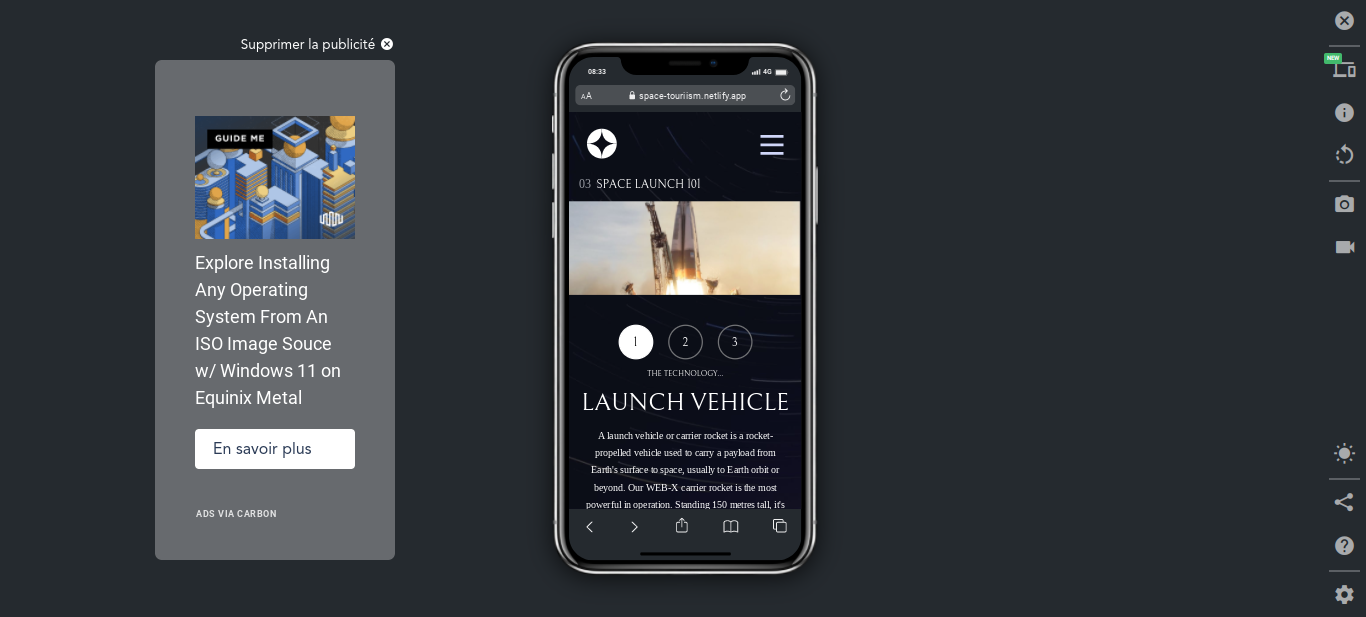 Supprimer la publicité
GUIDE ME
Explore Installing
Any Operating
System From An
ISO Image Souce
w/ Windows 11 on
Equinix Metal
En savoir plus
ADS VIA CARBON
08:33
4G
AA
space-touriism.netlify.app
03 SPACE LAUNCH 101
1
2
3
THE TECHNOLOGY...
LAUNCH VEHICLE
A launch vehicle or carrier rocket is a rocket-
propelled vehicle used to carry a payload from
Earth's surface to space, usually to Earth orbit or
beyond. Our WEB-X carrier rocket is the most
powerful in operation. Standing 150 metres tall, it's
NEW